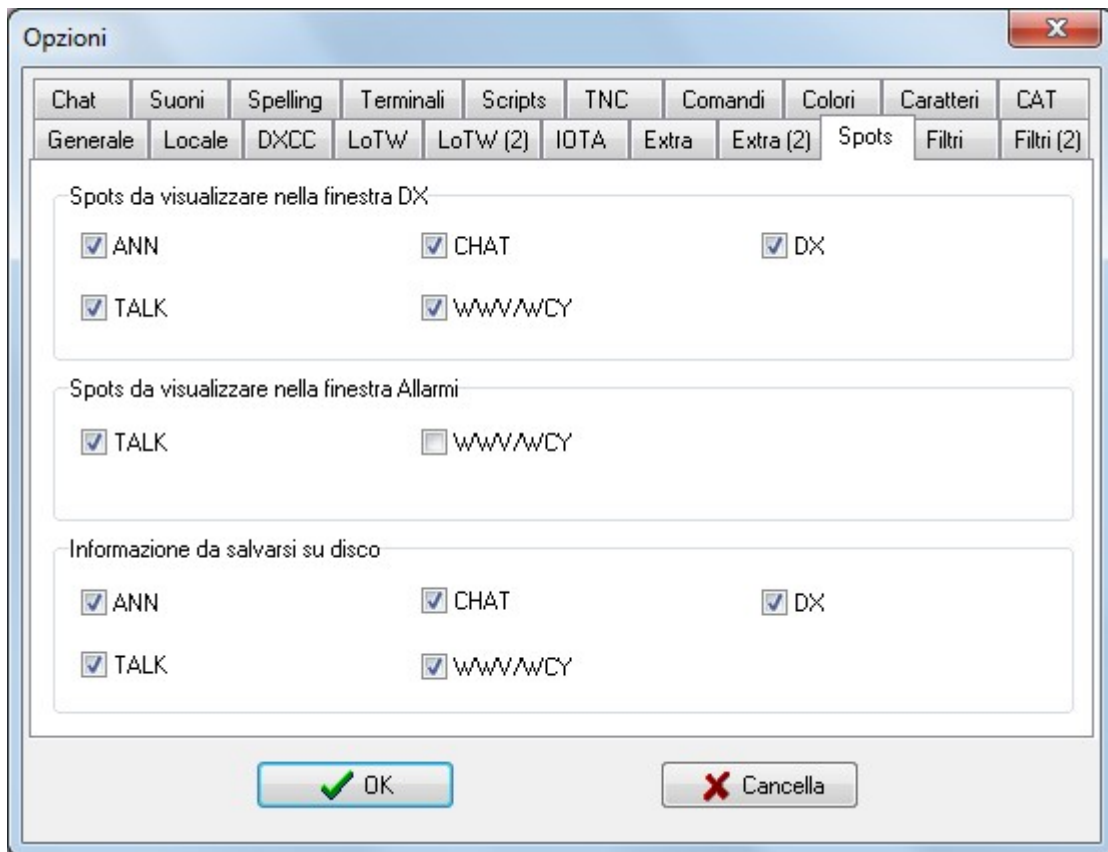 Opzioni
Chat Suoni Spelling Terminali Scripts TNC Comandi Colori Caratteri CAT
Generale Locale DXCC LoTW LoTW (2) IOTA Extra Extra (2) Spots Filtri Filtri (2)
Spots da visualizzare nella finestra DX
ANN CHAT DX
TALK WWV/WCY
Spots da visualizzare nella finestra Allarmi
TALK WWV/WCY
Informazione da salvarsi su disco
ANN CHAT DX
TALK WWV/WCY
OK Cancella